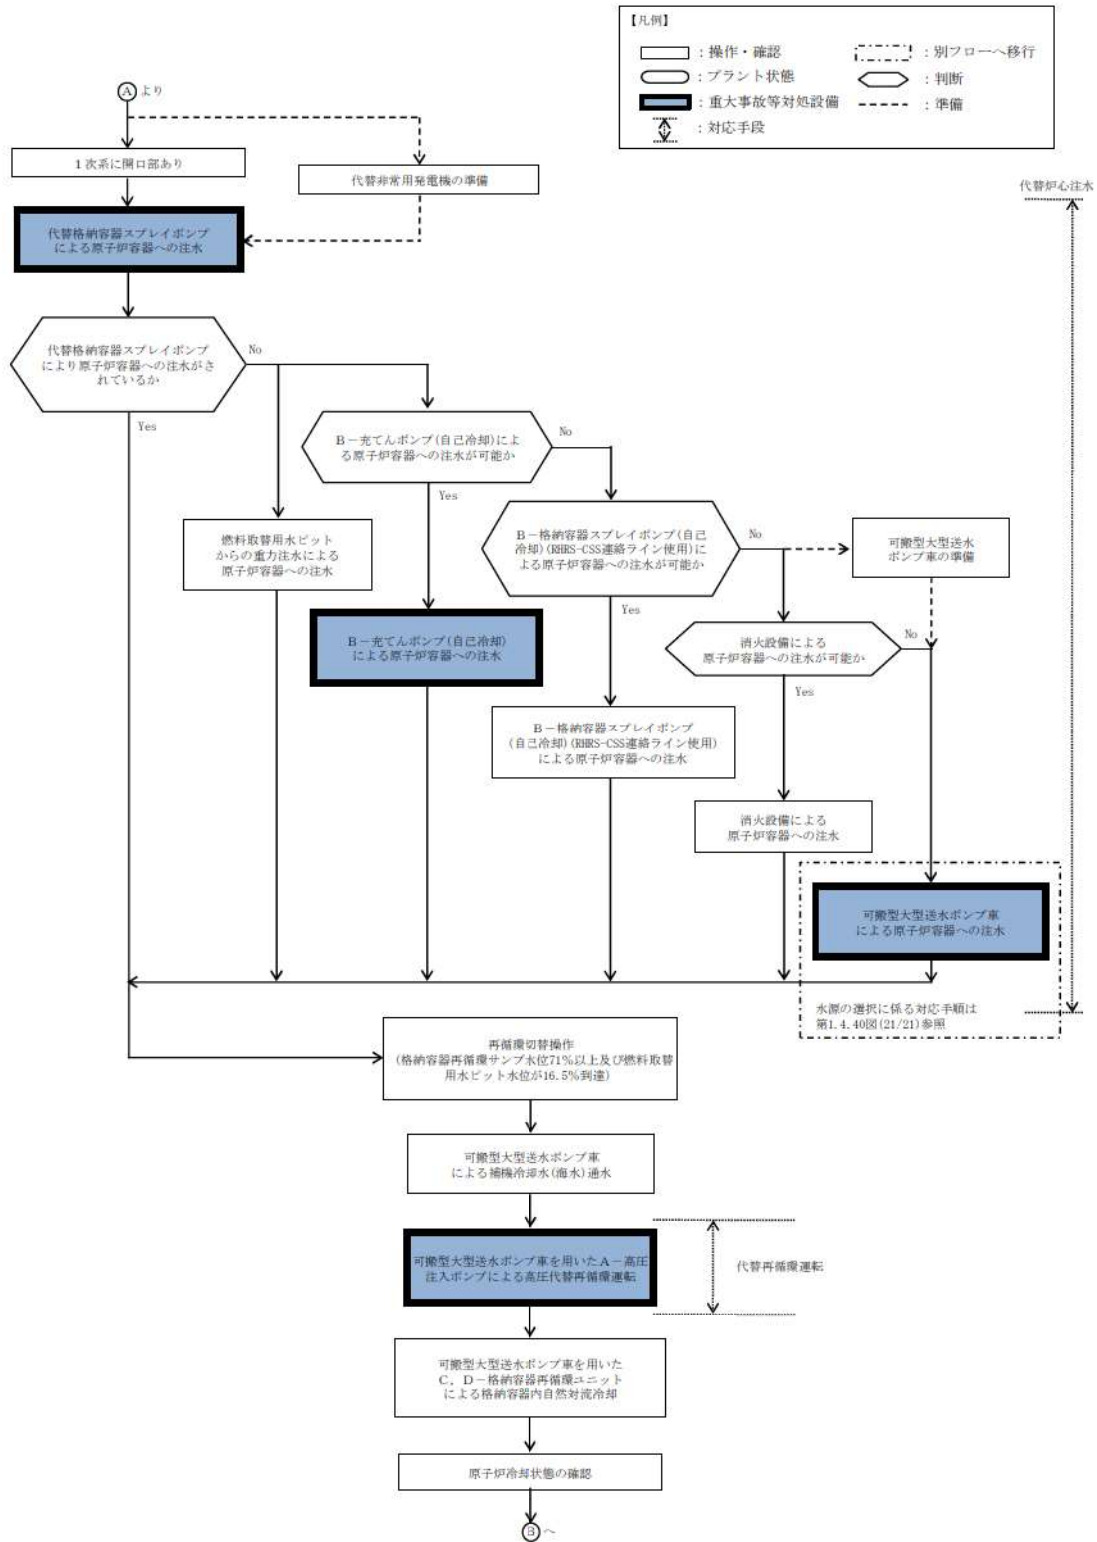 【凡例】
：操作・確認
：別フローへ移行
：プラント状態
：判断
：重大事故等対処設備
：準備
：対応手段
Ⓐより
1次系に開口部あり
代替非常用発電機の準備
代替炉心注水
代替格納容器スプレイポンプ
による原子炉容器への注水
代替格納容器スプレイポンプ
により原子炉容器への注水がさ
れているか
No
Yes
B－充てんポンプ(自己冷却)によ
る原子炉容器への注水が可能か
No
Yes
燃料取替用水ピット
からの重力注水による
原子炉容器への注水
B－格納容器スプレイポンプ(自己
冷却)(RHRS-CSS連絡ライン使用)に
よる原子炉容器への注水が可能か
No
Yes
可搬型大型送水
ポンプ車の準備
B－充てんポンプ(自己冷却)
による原子炉容器への注水
消火設備による
原子炉容器への注水が可能か
No
Yes
B－格納容器スプレイポンプ
(自己冷却)(RHRS-CSS連絡ライン使用)
による原子炉容器への注水
消火設備による
原子炉容器への注水
可搬型大型送水ポンプ車
による原子炉容器への注水
水源の選択に係る対応手順は
第1.4.40図(21/21)参照
再循環切替操作
(格納容器再循環サンプ水位71%以上及び燃料取替
用水ピット水位が16.5%到達)
可搬型大型送水ポンプ車
による補機冷却水(海水)通水
可搬型大型送水ポンプ車を用いたA－高圧
注入ポンプによる高圧代替再循環運転
代替再循環運転
可搬型大型送水ポンプ車を用いた
C，D－格納容器再循環ユニット
による格納容器内自然対流冷却
原子炉冷却状態の確認
Ⓑへ